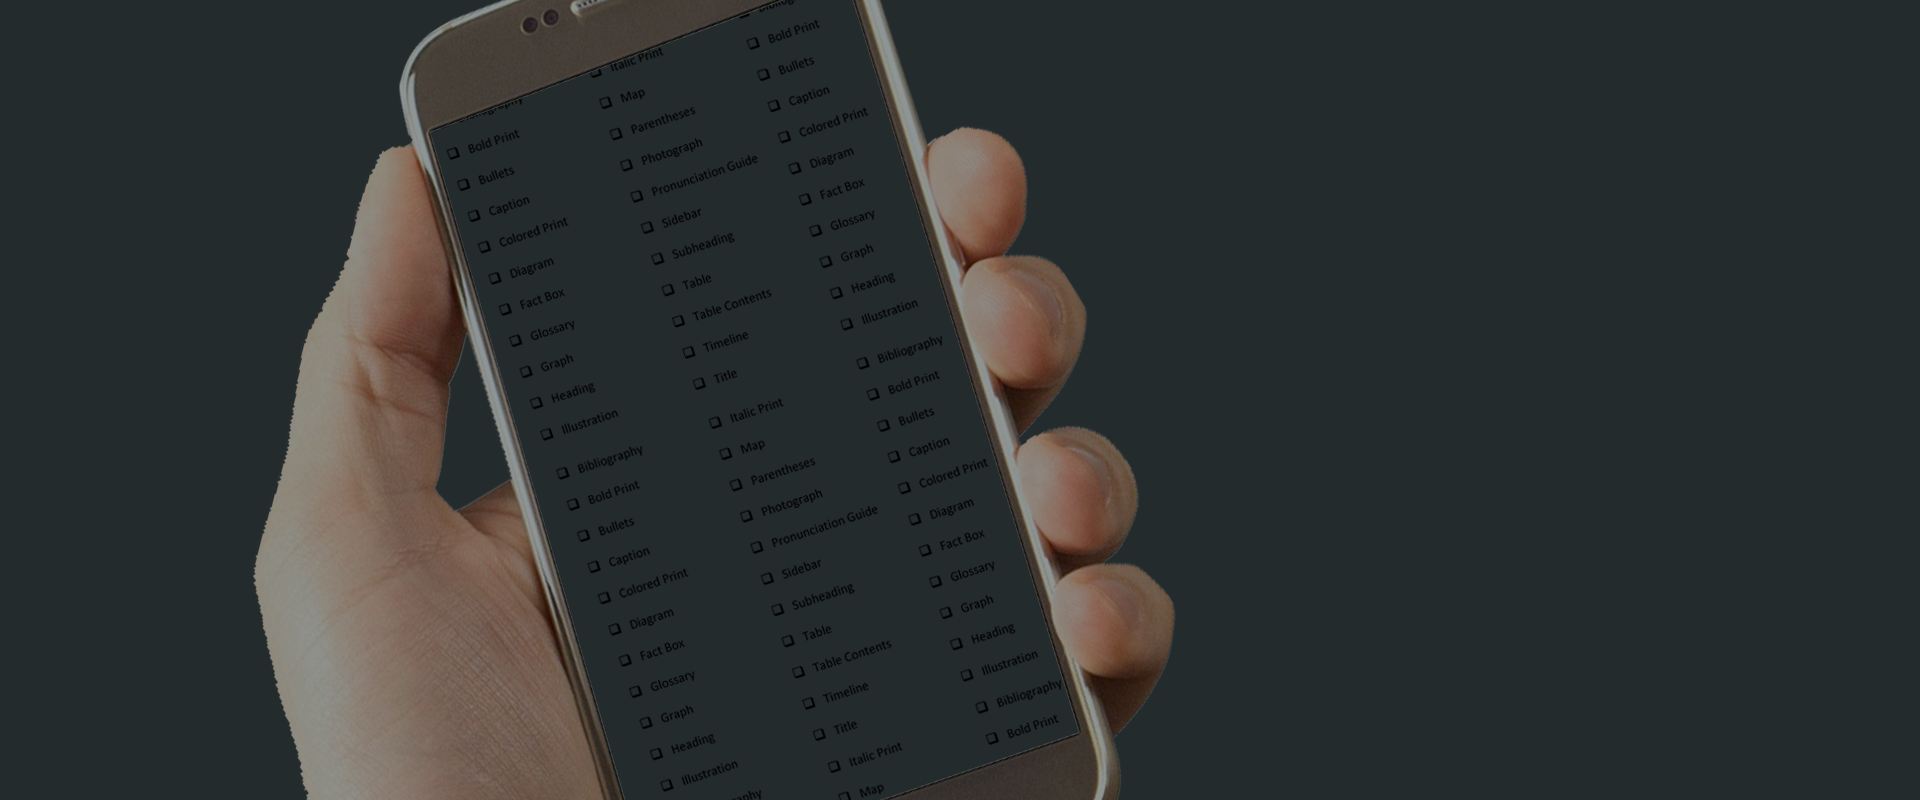 Bold Print
Bullets
Caption
Colored Print
Diagram
Fact Box
Glossary
Graph
Heading
Illustration
Bibliography
Bold Print
Bullets
Caption
Colored Print
Diagram
Fact Box
Glossary
Graph
Heading
Illustration
Italic Print
Map
Parentheses
Photograph
Pronunciation Guide
Sidebar
Subheading
Table
Table Contents
Timeline
Title
Italic Print
Map
Parentheses
Photograph
Pronunciation Guide
Sidebar
Subheading
Table
Table Contents
Timeline
Title
Italic Print
Map
Bold Print
Bullets
Caption
Colored Print
Diagram
Fact Box
Glossary
Graph
Heading
Illustration
Bibliography
Bold Print
Bullets
Caption
Colored Print
Diagram
Fact Box
Glossary
Graph
Heading
Illustration
Bibliography
Bold Print